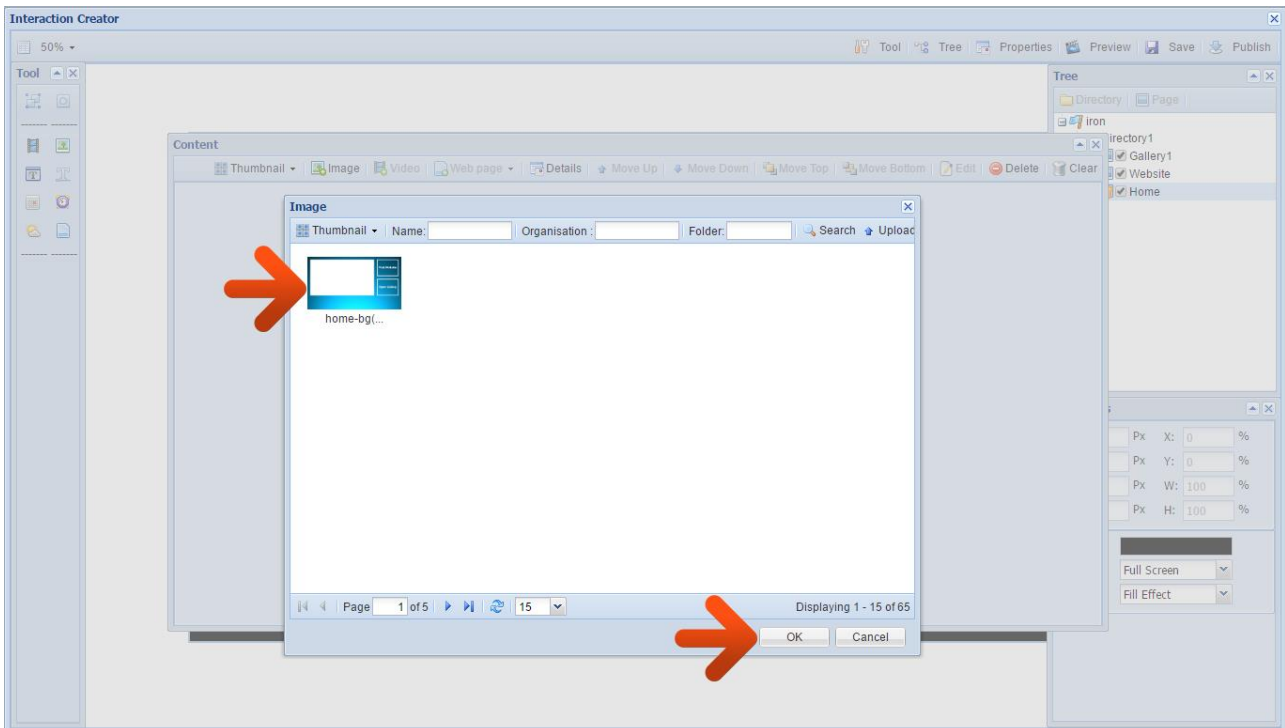 Interaction Creator
50%
Tool Tree Properties Preview Save Publish
Tool
Tree
Directory Page
iron
irectory1
Gallery1
Website
Home
Content
Thumbnail Image Video Web page Details Move Up Move Down Move Top Move Bottom Edit Delete Clear
Image
Thumbnail Name: Organisation : Folder: Search Upload
home-bg(...
Page 1 of 5 15 Displaying 1 - 15 of 65
OK Cancel
s
Px X: 0 %
Px Y: 0 %
Px W: 100 %
Px H: 100 %
Full Screen
Fill Effect